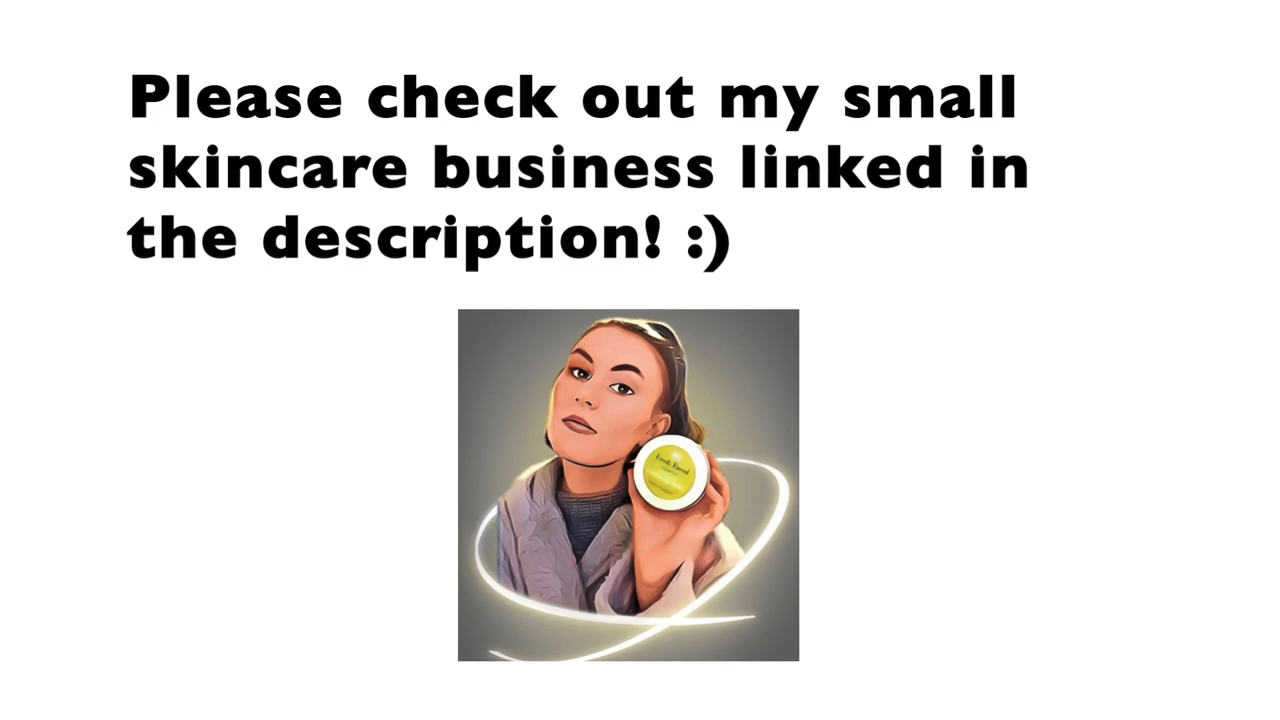 Please check out my small
skincare business linked in
the description! :)